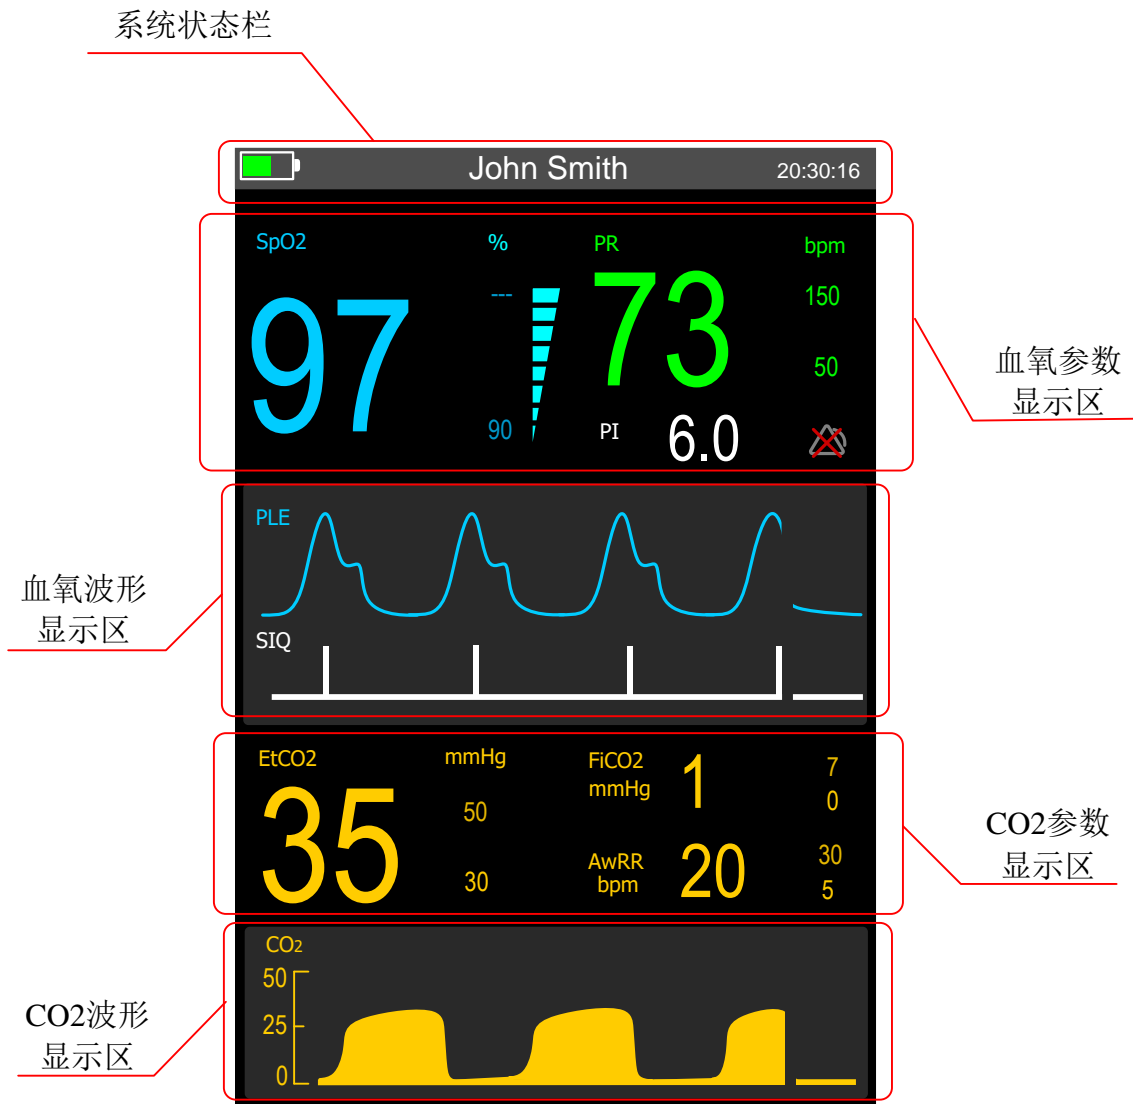 系统状态栏
John Smith
20:30:16
SpO2
%
PR
bpm
97
---
90
73
150
50
PI
6.0
血氧参数
显示区
PLE
SIQ
血氧波形
显示区
EtCO2
mmHg
35
50
30
FiCO2
mmHg
1
7
0
AwRR
bpm
20
30
5
CO2参数
显示区
CO2
50
25
0
CO2波形
显示区